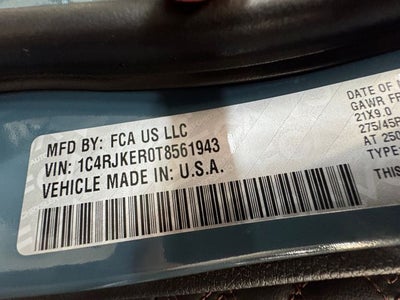 MFD BY: FCA US LLC
VIN: 1C4RJKER0T8561943
VEHICLE MADE IN: U.S.A.
DATE OF M
GAWR FR
21X9.0
275/45R
AT 250
TYPE:
THIS